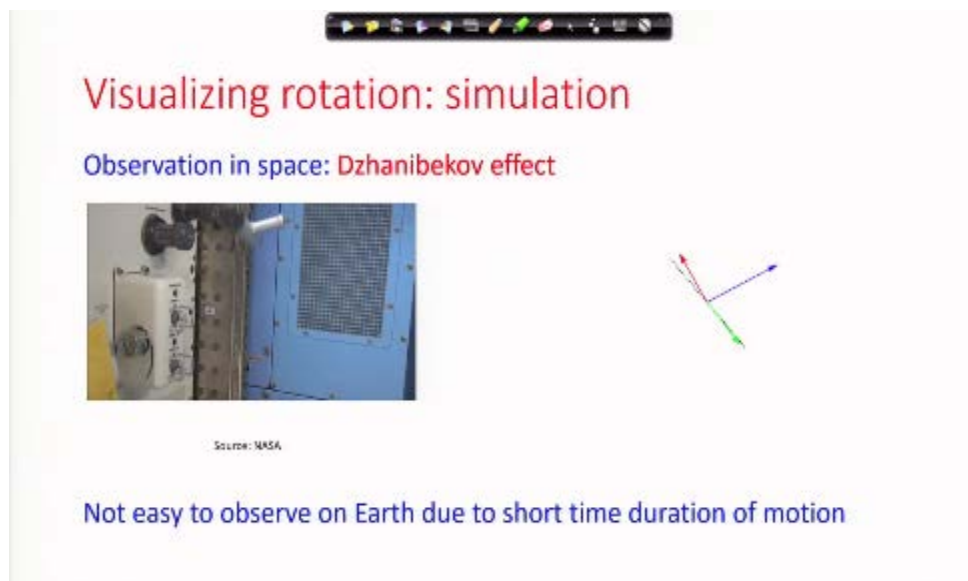 Visualizing rotation: simulation
Observation in space: Dzhanibekov effect
Source: NASA
Not easy to observe on Earth due to short time duration of motion